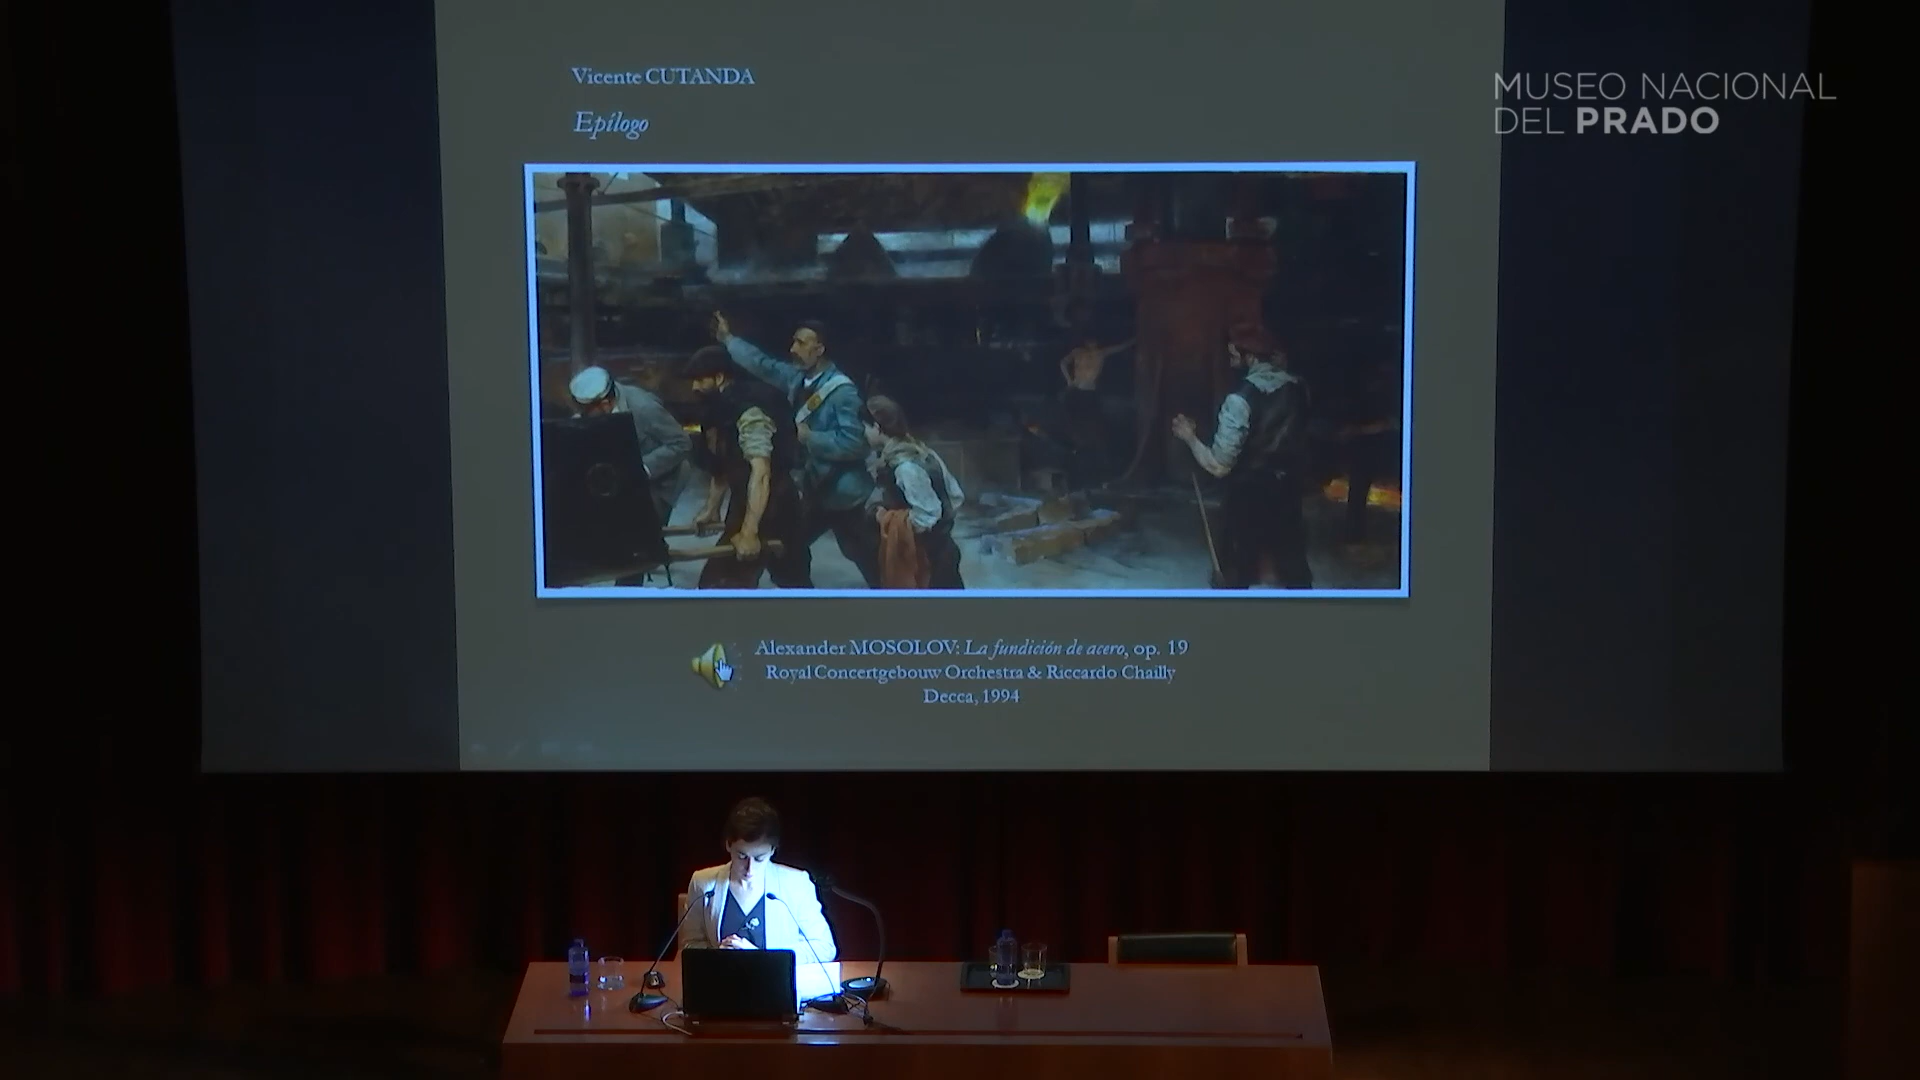 Vicente CUTANDA
Epílogo
MUSEO NACIONAL
DEL PRADO
Alexander MOSOLOV: La fundición de acero, op. 19
Royal Concertgebouw Orchestra & Riccardo Chailly
Decca, 1994